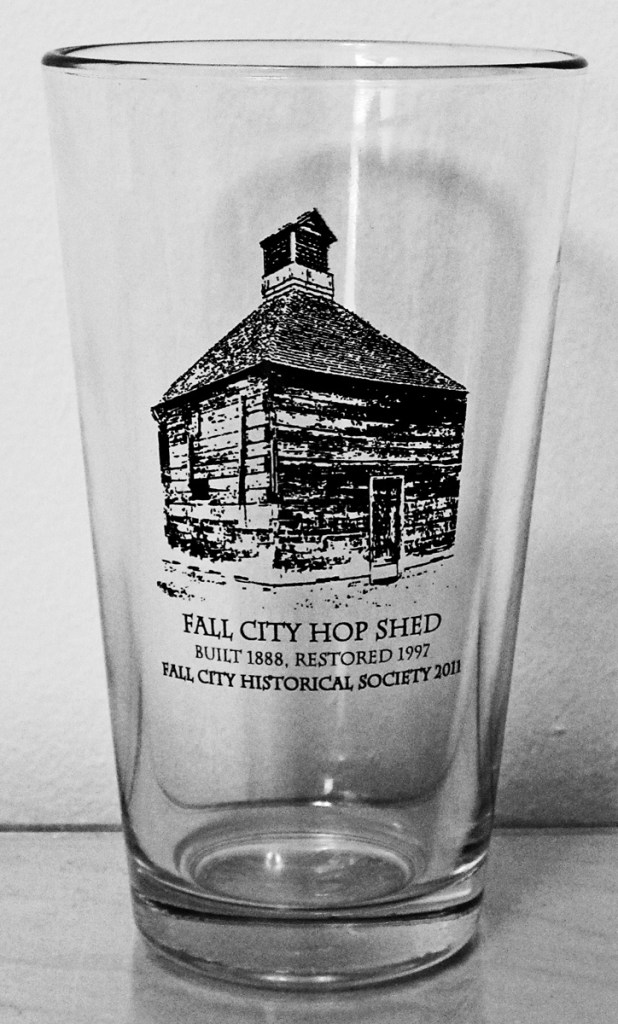 FALL CITY HOP SHED
BUILT 1888, RESTORED 1997
FALL CITY HISTORICAL SOCIETY 2011